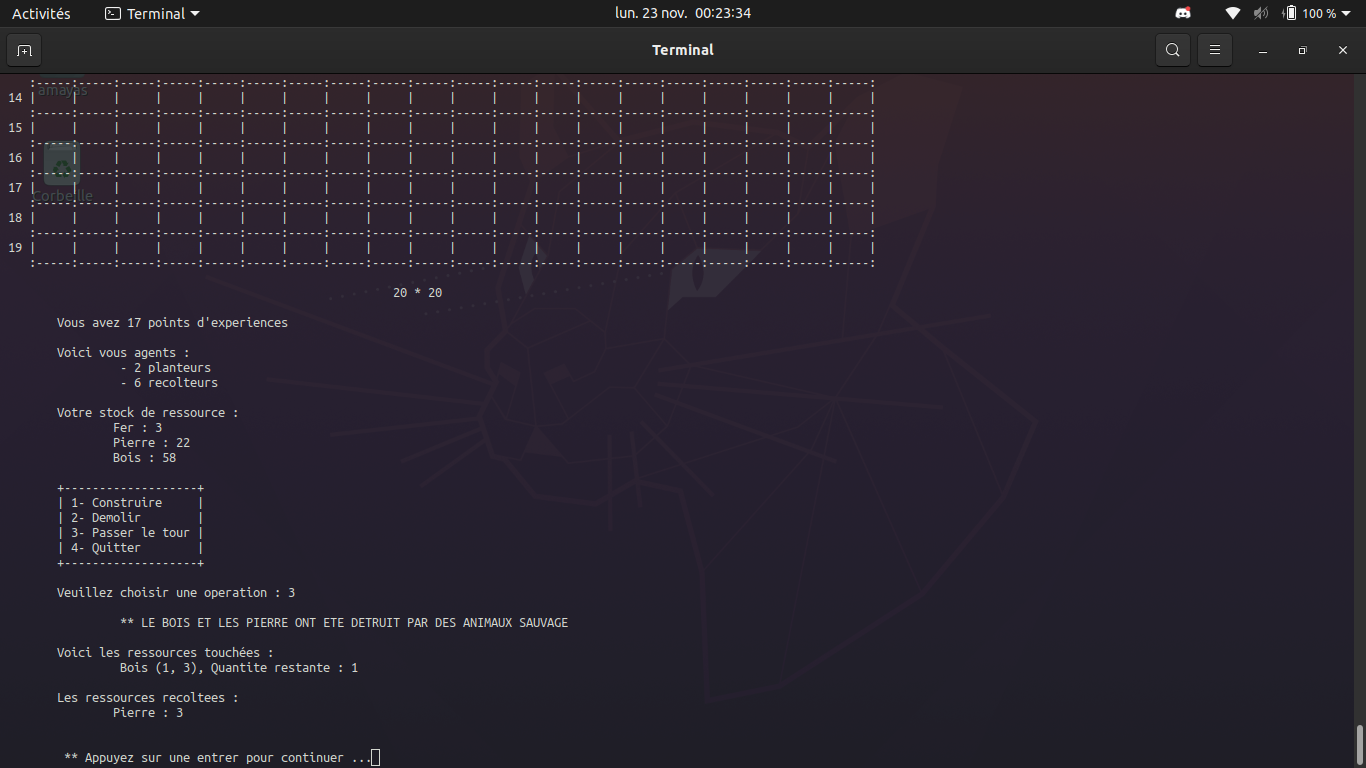 Activités Terminal lun. 23 nov. 00:23:34 100 %
Terminal
:-----:-----:-----:-----:-----:-----:-----:-----:-----:-----:-----:-----:-----:-----:-----:-----:-----:-----:-----:-----:
amayas
14 | | | | | | | | | | | | | | | | | | | | |
:-----:-----:-----:-----:-----:-----:-----:-----:-----:-----:-----:-----:-----:-----:-----:-----:-----:-----:-----:-----:
15 | | | | | | | | | | | | | | | | | | | | |
:-----:-----:-----:-----:-----:-----:-----:-----:-----:-----:-----:-----:-----:-----:-----:-----:-----:-----:-----:-----:
16 | | | | | | | | | | | | | | | | | | | | |
:-----:-----:-----:-----:-----:-----:-----:-----:-----:-----:-----:-----:-----:-----:-----:-----:-----:-----:-----:-----:
17 | | | | | | | | | | | | | | | | | | | | |
Corbeille
:-----:-----:-----:-----:-----:-----:-----:-----:-----:-----:-----:-----:-----:-----:-----:-----:-----:-----:-----:-----:
18 | | | | | | | | | | | | | | | | | | | | |
:-----:-----:-----:-----:-----:-----:-----:-----:-----:-----:-----:-----:-----:-----:-----:-----:-----:-----:-----:-----:
19 | | | | | | | | | | | | | | | | | | | | |
:-----:-----:-----:-----:-----:-----:-----:-----:-----:-----:-----:-----:-----:-----:-----:-----:-----:-----:-----:-----:
20 * 20
Vous avez 17 points d'experiences
Voici vous agents :
- 2 planteurs
- 6 recolteurs
Votre stock de ressource :
Fer : 3
Pierre : 22
Bois : 58
+-------------------+
| 1- Construire |
| 2- Demolir |
| 3- Passer le tour |
| 4- Quitter |
+-------------------+
Veuillez choisir une operation : 3
** LE BOIS ET LES PIERRE ONT ETE DETRUIT PAR DES ANIMAUX SAUVAGE
Voici les ressources touchées :
Bois (1, 3), Quantite restante : 1
Les ressources recoltees :
Pierre : 3
** Appuyez sur une entrer pour continuer ...